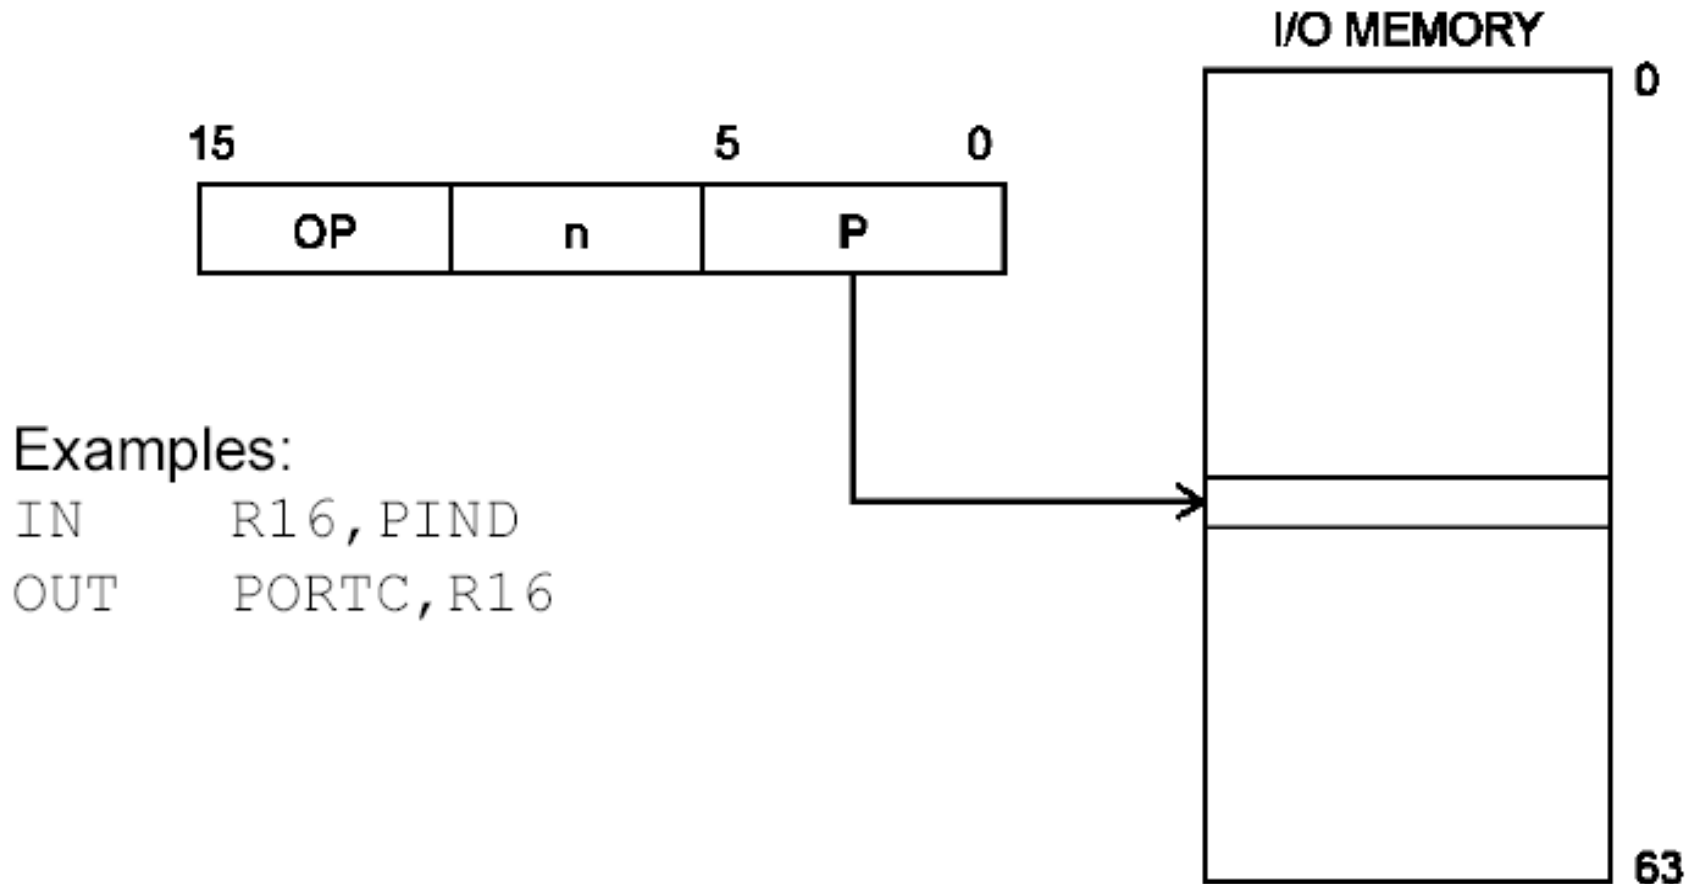 I/O MEMORY
0
15 5 0
OP n P
Examples:
IN R16,PIND
OUT PORTC,R16
63